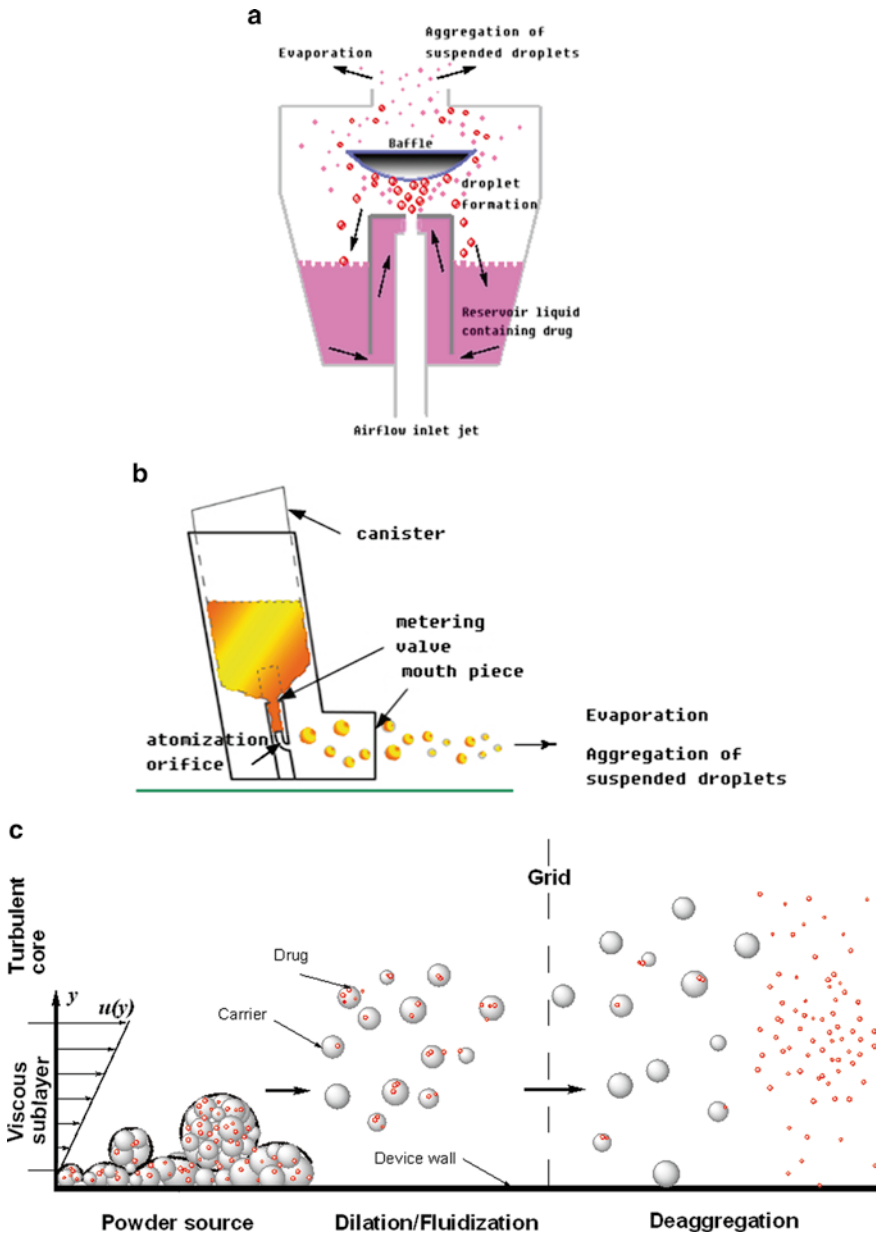 a
Aggregation of
suspended droplets
Evaporation
Baffle
droplet
formation
Reservoir liquid
containing drug
Airflow inlet jet
b
canister
metering
valve
mouth piece
atomization
orifice
Evaporation
Aggregation of
suspended droplets
c
Turbulent
core
Viscous
sublayer
y
u(y)
Drug
Carrier
Grid
Device wall
Powder source
Dilation/Fluidization
Deaggregation